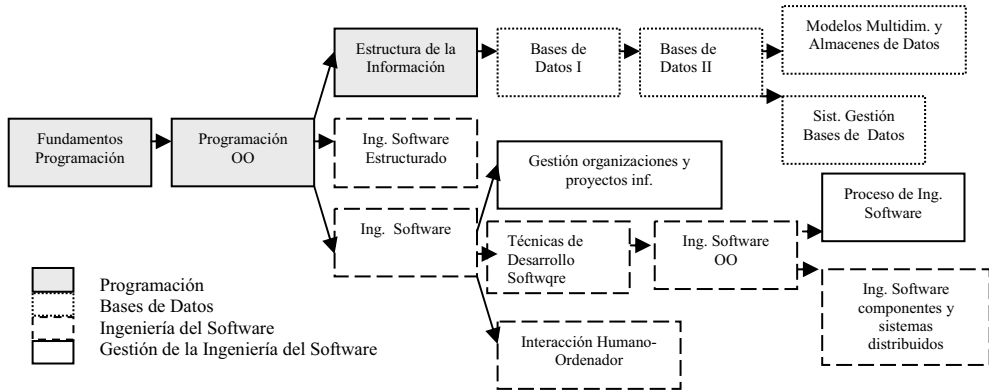 Estructura de la
Información
Bases de
Datos I
Bases de
Datos II
Modelos Multidim. y
Almacenes de Datos
Sist. Gestión
Bases de Datos
Fundamentos
Programación
Programación
OO
Ing. Software
Estructurado
Gestión organizaciones y
proyectos inf.
Proceso de Ing.
Software
Ing. Software
Técnicas de
Desarrollo
Softwqre
Ing. Software
OO
Ing. Software
componentes y
sistemas
distribuidos
Interacción Humano-
Ordenador
Programación
Bases de Datos
Ingeniería del Software
Gestión de la Ingeniería del Software